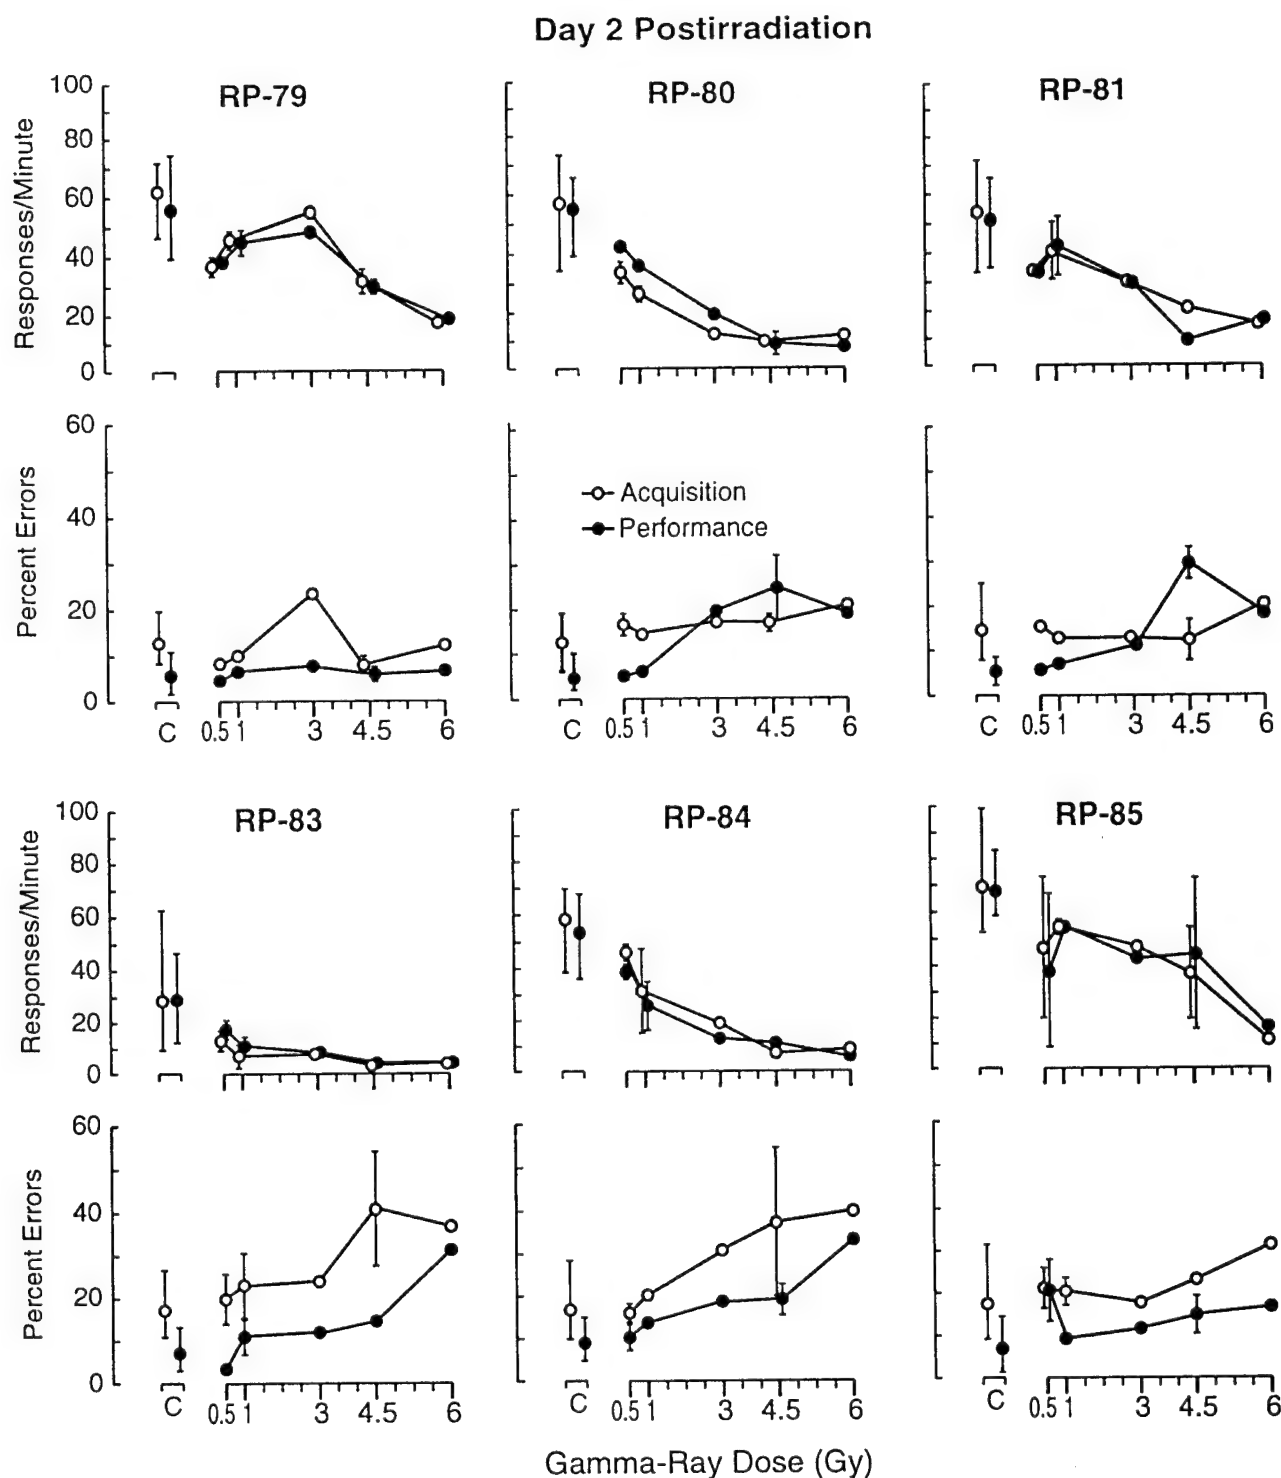 Day 2 Postirradiation
RP-79 RP-80 RP-81
Responses/Minute
100
80
60
40
20
0
Percent Errors
60
40
20
0
Acquisition
Performance
C 0.5 1 3 4.5 6 C 0.5 1 3 4.5 6 C 0.5 1 3 4.5 6
RP-83 RP-84 RP-85
Responses/Minute
100
80
60
40
20
0
Percent Errors
60
40
20
0
C 0.5 1 3 4.5 6 C 0.5 1 3 4.5 6 C 0.5 1 3 4.5 6
Gamma-Ray Dose (Gy)